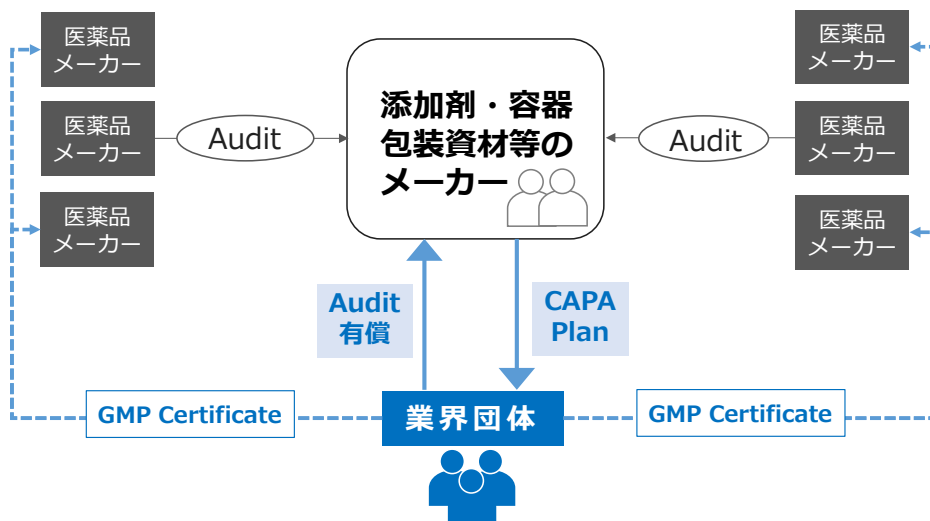 医薬品
メーカー
医薬品
メーカー
医薬品
メーカー
Audit
添加剤・容器
包装資材等の
メーカー
Audit
医薬品
メーカー
医薬品
メーカー
医薬品
メーカー
Audit
有償
CAPA
Plan
GMP Certificate
業界団体
GMP Certificate